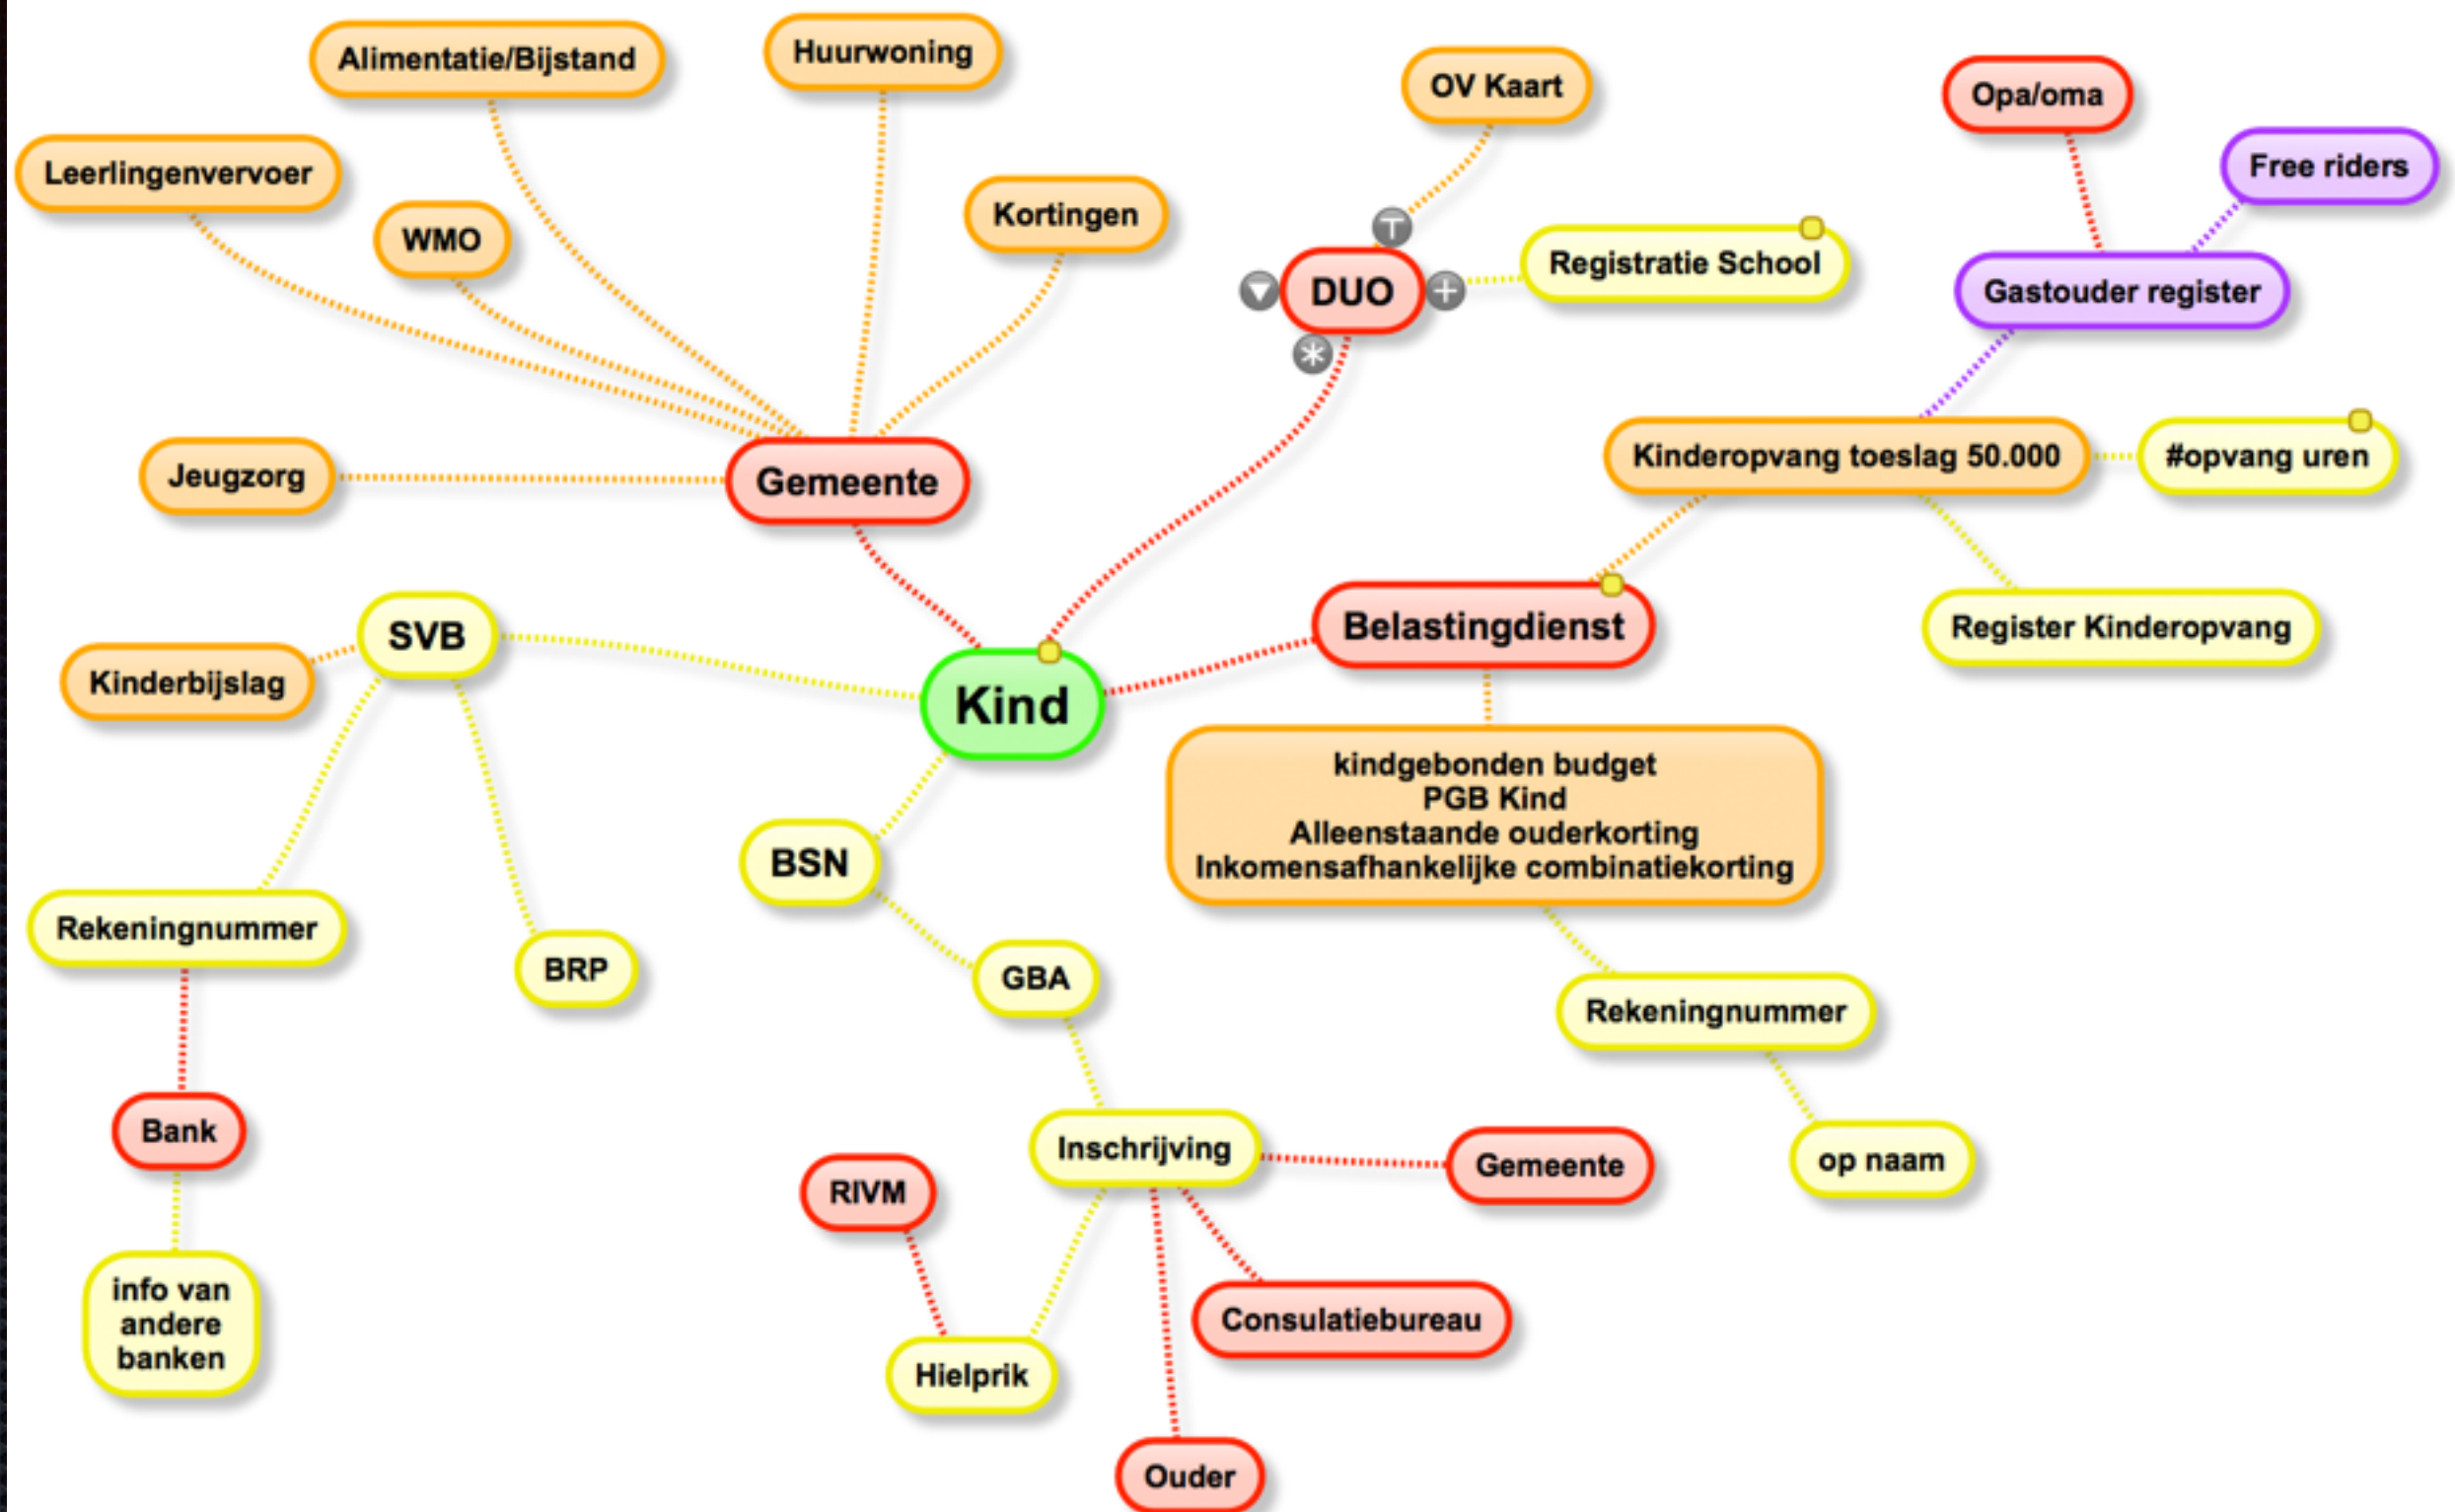 Alimentatie/Bijstand
Huurwoning
OV Kaart
Opa/oma
Leerlingenvervoer
WMO
Kortingen
Free riders
DUO
Registratie School
Gastouder register
Jeugzorg
Gemeente
Kinderopvang toeslag 50.000
#opvang uren
SVB
Kinderbijslag
Kind
Belastingdienst
Register Kinderopvang
kindgebonden budget
PGB Kind
Alleenstaande ouderkorting
Inkomensafhankelijke combinatiekorting
BSN
Rekeningnummer
BRP
GBA
Rekeningnummer
Bank
Inschrijving
Gemeente
op naam
RIVM
info van
andere
banken
Consulatiebureau
Hielprik
Ouder